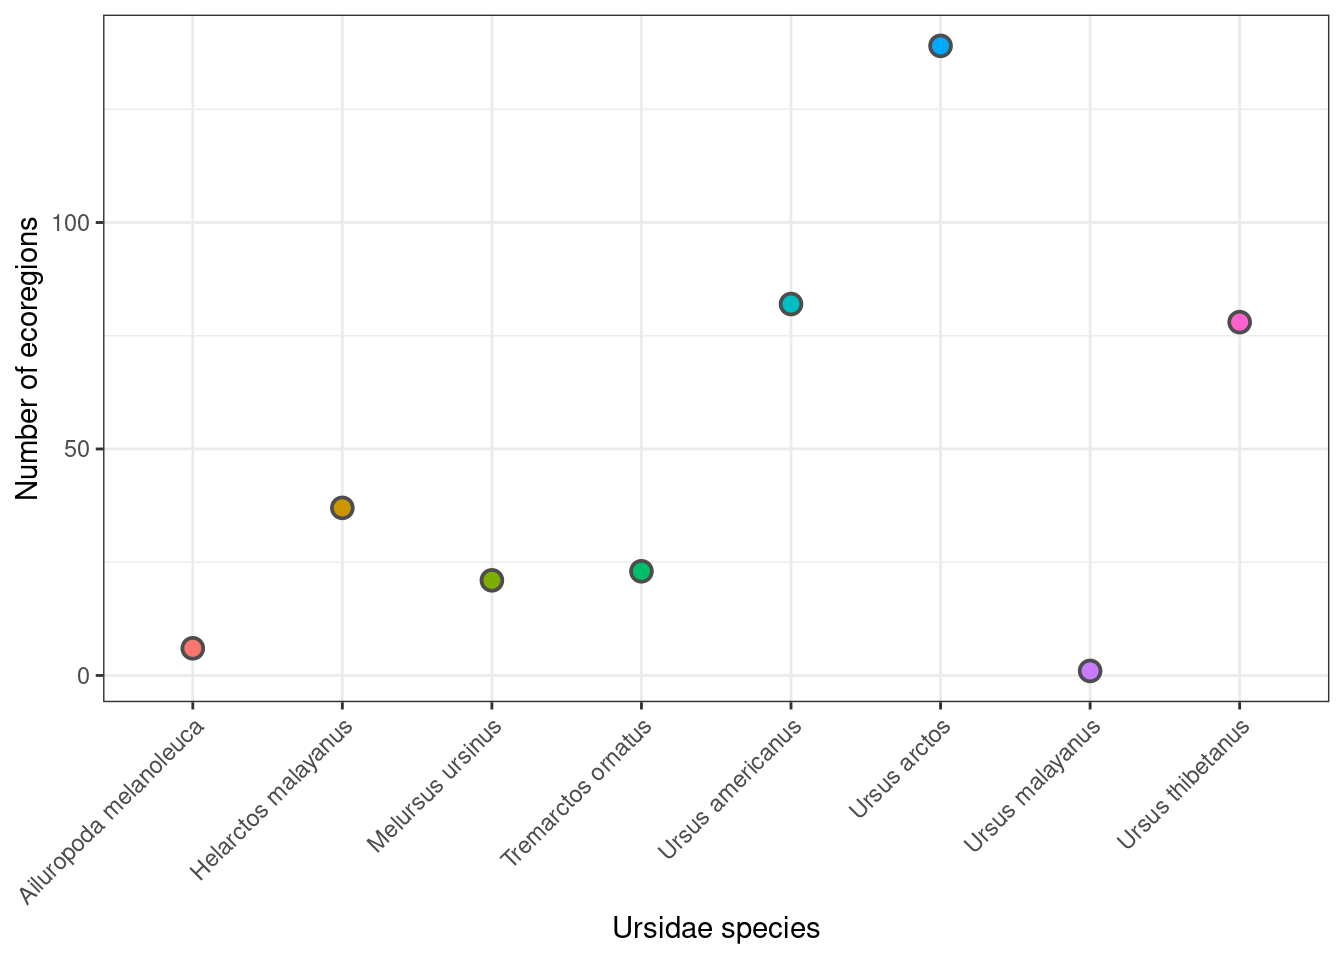 Number of ecoregions
100
50
0
Ailuropoda melanoleuca
Helarctos malayanus
Melursus ursinus
Tremarctos ornatus
Ursus americanus
Ursus arctos
Ursus malayanus
Ursus thibetanus
Ursidae species